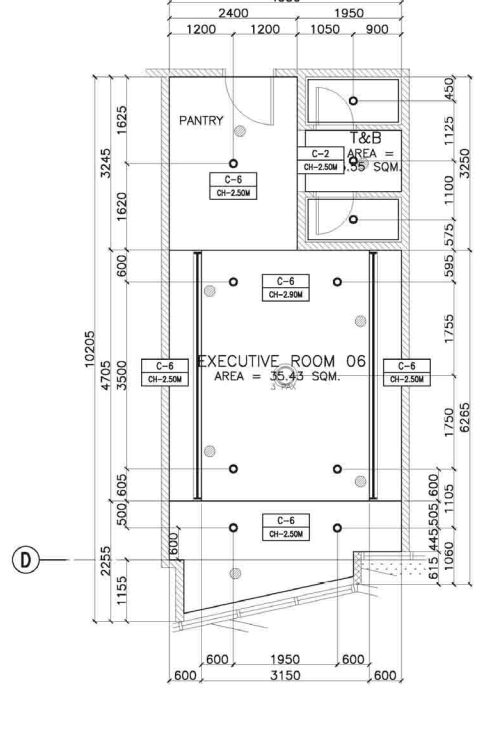 2400 1950
1200 1200 1050 900
PANTRY
T&B
AREA =
SQM.
C-2
CH-2.50M
C-6
CH-2.50M
C-6
CH-2.90M
EXECUTIVE ROOM 06
AREA = 35.43 SQM.
C-6
CH-2.50M
C-6
CH-2.50M
C-6
CH-2.50M
D
10205
3245
4705
2255
1625
1620
600
3500
605
500
1155
600
450
1125
1100
575
595
1755
1750
1105
1060
3250
6265
600
505
445
615
600 1950 600
600 3150 600